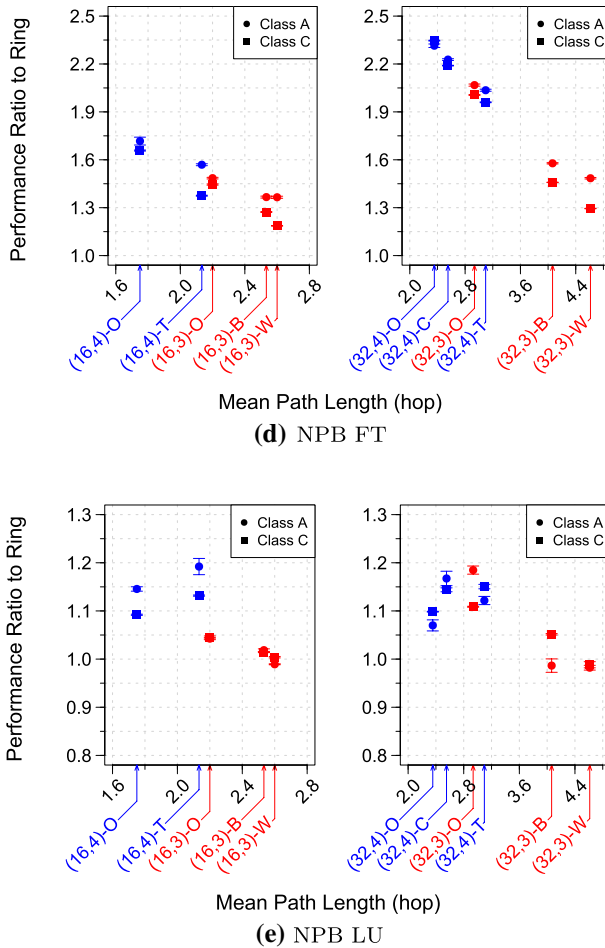 Performance Ratio to Ring
2.5
2.2
1.9
1.6
1.3
1.0
Class A
Class C
1.6
2.0
2.4
2.8
(16,4)-O
(16,4)-T
(16,3)-O
(16,3)-B
(16,3)-W
2.5
2.2
1.9
1.6
1.3
1.0
Class A
Class C
2.0
2.8
3.6
4.4
(32,4)-O
(32,4)-C
(32,3)-O
(32,4)-T
(32,3)-B
(32,3)-W
Mean Path Length (hop)
(d) NPB FT
Performance Ratio to Ring
1.3
1.2
1.1
1.0
0.9
0.8
Class A
Class C
1.6
2.0
2.4
2.8
(16,4)-O
(16,4)-T
(16,3)-O
(16,3)-B
(16,3)-W
1.3
1.2
1.1
1.0
0.9
0.8
Class A
Class C
2.0
2.8
3.6
4.4
(32,4)-O
(32,4)-C
(32,3)-O
(32,4)-T
(32,3)-B
(32,3)-W
Mean Path Length (hop)
(e) NPB LU